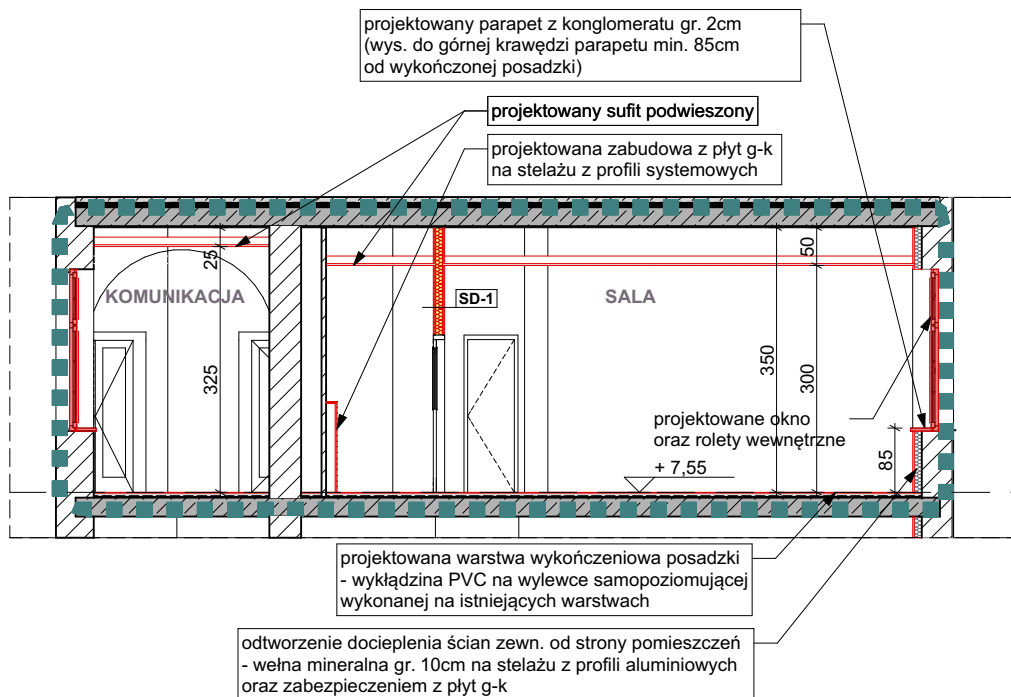 projektowany parapet z konglomeratu gr. 2cm
(wys. do górnej krawędzi parapetu min. 85cm
od wykończonej posadzki)
projektowany sufit podwieszony
projektowana zabudowa z płyt g-k
na stelażu z profili systemowych
25
50
KOMUNIKACJA
SD-1
SALA
325
350
300
projektowane okno
oraz rolety wewnętrzne
85
+ 7,55
projektowana warstwa wykończeniowa posadzki
- wykłądzina PVC na wylewce samopoziomującej
wykonanej na istniejących warstwach
odtworzenie docieplenia ścian zewn. od strony pomieszczeń
- wełna mineralna gr. 10cm na stelażu z profili aluminiowych
oraz zabezpieczeniem z płyt g-k